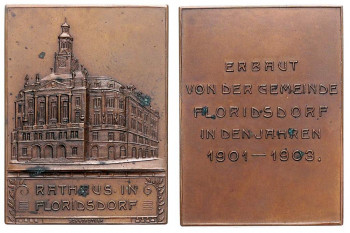 RATHAUS IN
FLORIDSDORF
ERBAUT
VON DER GEMEINDE
FLORIDSDORF
IN DEN JAHREN
1901—1903.